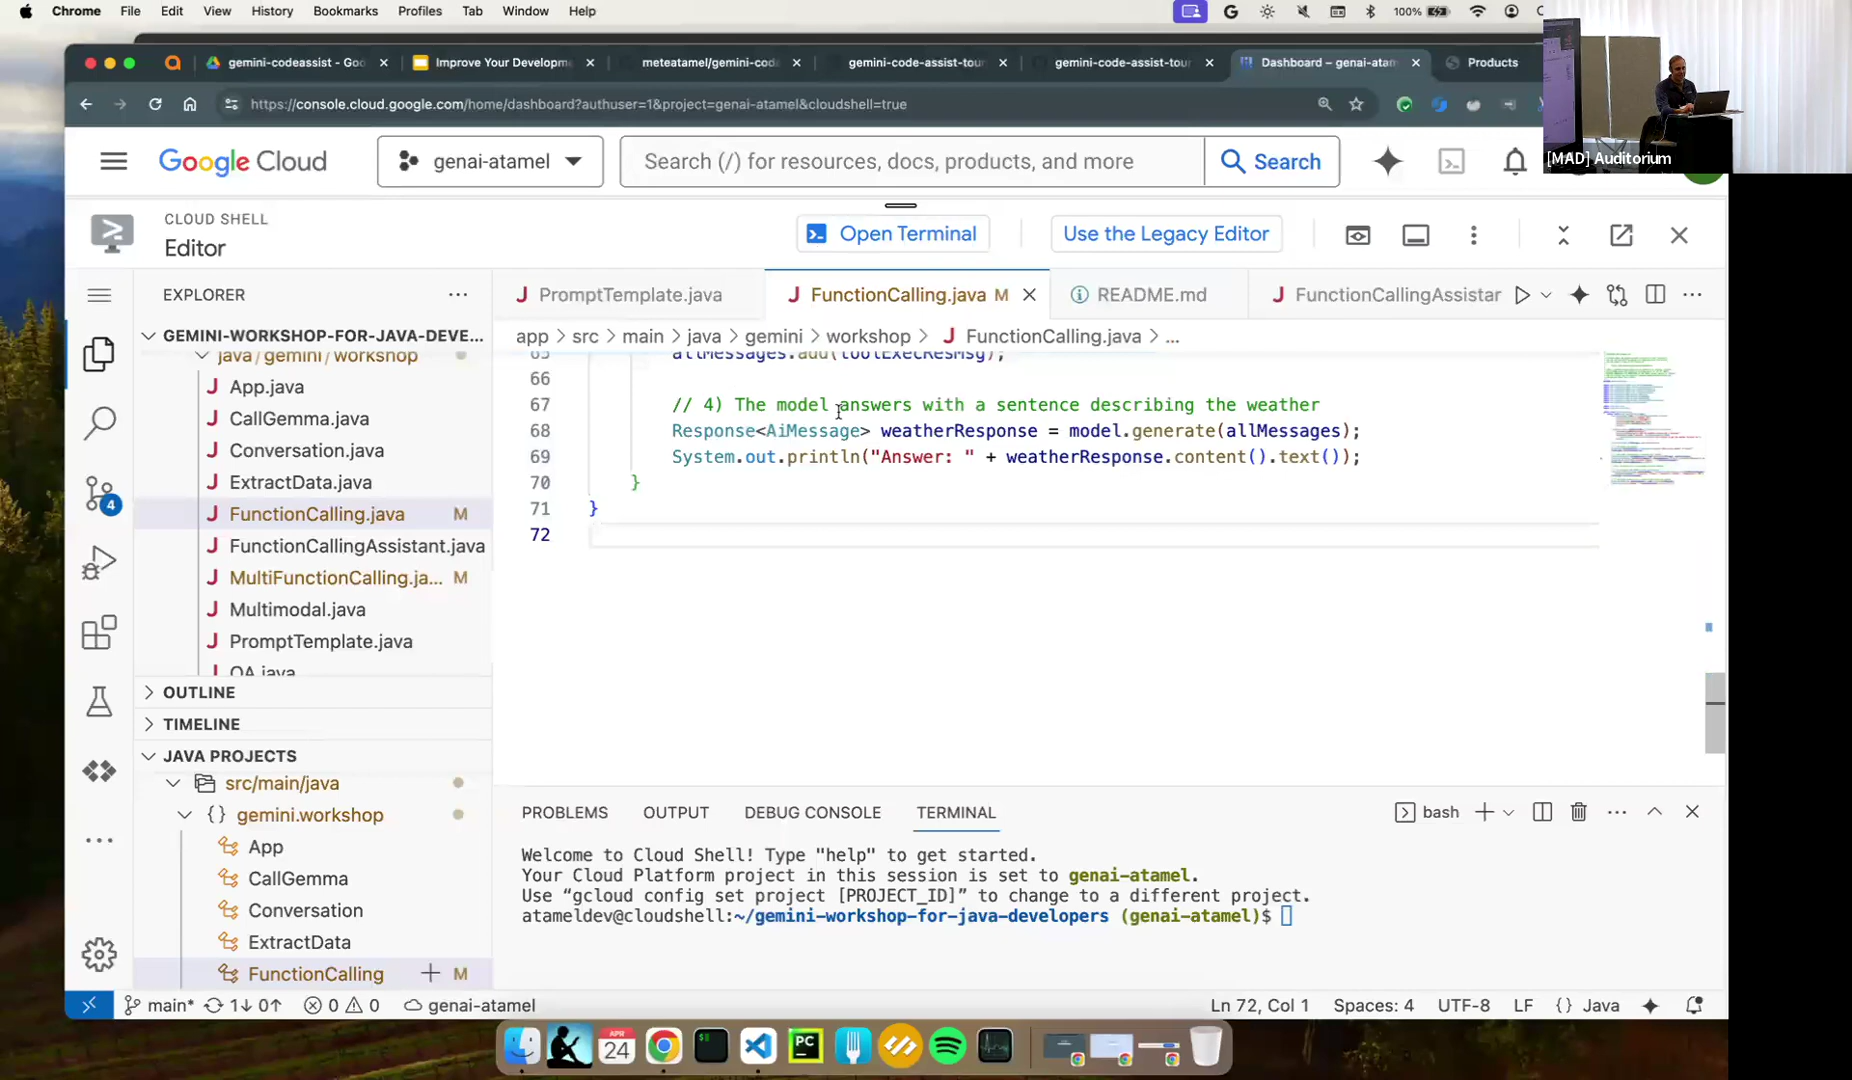 Chrome File Edit View History Bookmarks Profiles Tab Window Help
100%
gemini-codeassist - Goo
Improve Your Developm
meteatamel/gemini-cod
gemini-code-assist-tour
gemini-code-assist-tour
Dashboard – genai-atam
Products
https://console.cloud.google.com/home/dashboard?authuser=1&project=genai-atamel&cloudshell=true
[MAD] Auditorium
Google Cloud
genai-atamel
Search (/) for resources, docs, products, and more
Search
CLOUD SHELL
Editor
Open Terminal
Use the Legacy Editor
EXPLORER
PromptTemplate.java
FunctionCalling.java M
README.md
FunctionCallingAssistar
GEMINI-WORKSHOP-FOR-JAVA-DEVE...
app > src > main > java > gemini > workshop > FunctionCalling.java > ...
java/gemini/workshop
App.java
CallGemma.java
Conversation.java
ExtractData.java
FunctionCalling.java M
FunctionCallingAssistant.java
MultiFunctionCalling.ja... M
Multimodal.java
PromptTemplate.java
QA.java
4
65 allMessages.add(toolExecResMsg);
66
67 // 4) The model answers with a sentence describing the weather
68 Response<AiMessage> weatherResponse = model.generate(allMessages);
69 System.out.println("Answer: " + weatherResponse.content().text());
70 }
71 }
72
OUTLINE
TIMELINE
JAVA PROJECTS
src/main/java
{} gemini.workshop
App
CallGemma
Conversation
ExtractData
FunctionCalling + M
PROBLEMS OUTPUT DEBUG CONSOLE TERMINAL
bash
Welcome to Cloud Shell! Type "help" to get started.
Your Cloud Platform project in this session is set to genai-atamel.
Use “gcloud config set project [PROJECT_ID]” to change to a different project.
atameldev@cloudshell:~/gemini-workshop-for-java-developers (genai-atamel)$
main* 1↓ 0↑ 0 0 genai-atamel
Ln 72, Col 1 Spaces: 4 UTF-8 LF {} Java
APR
24
PC